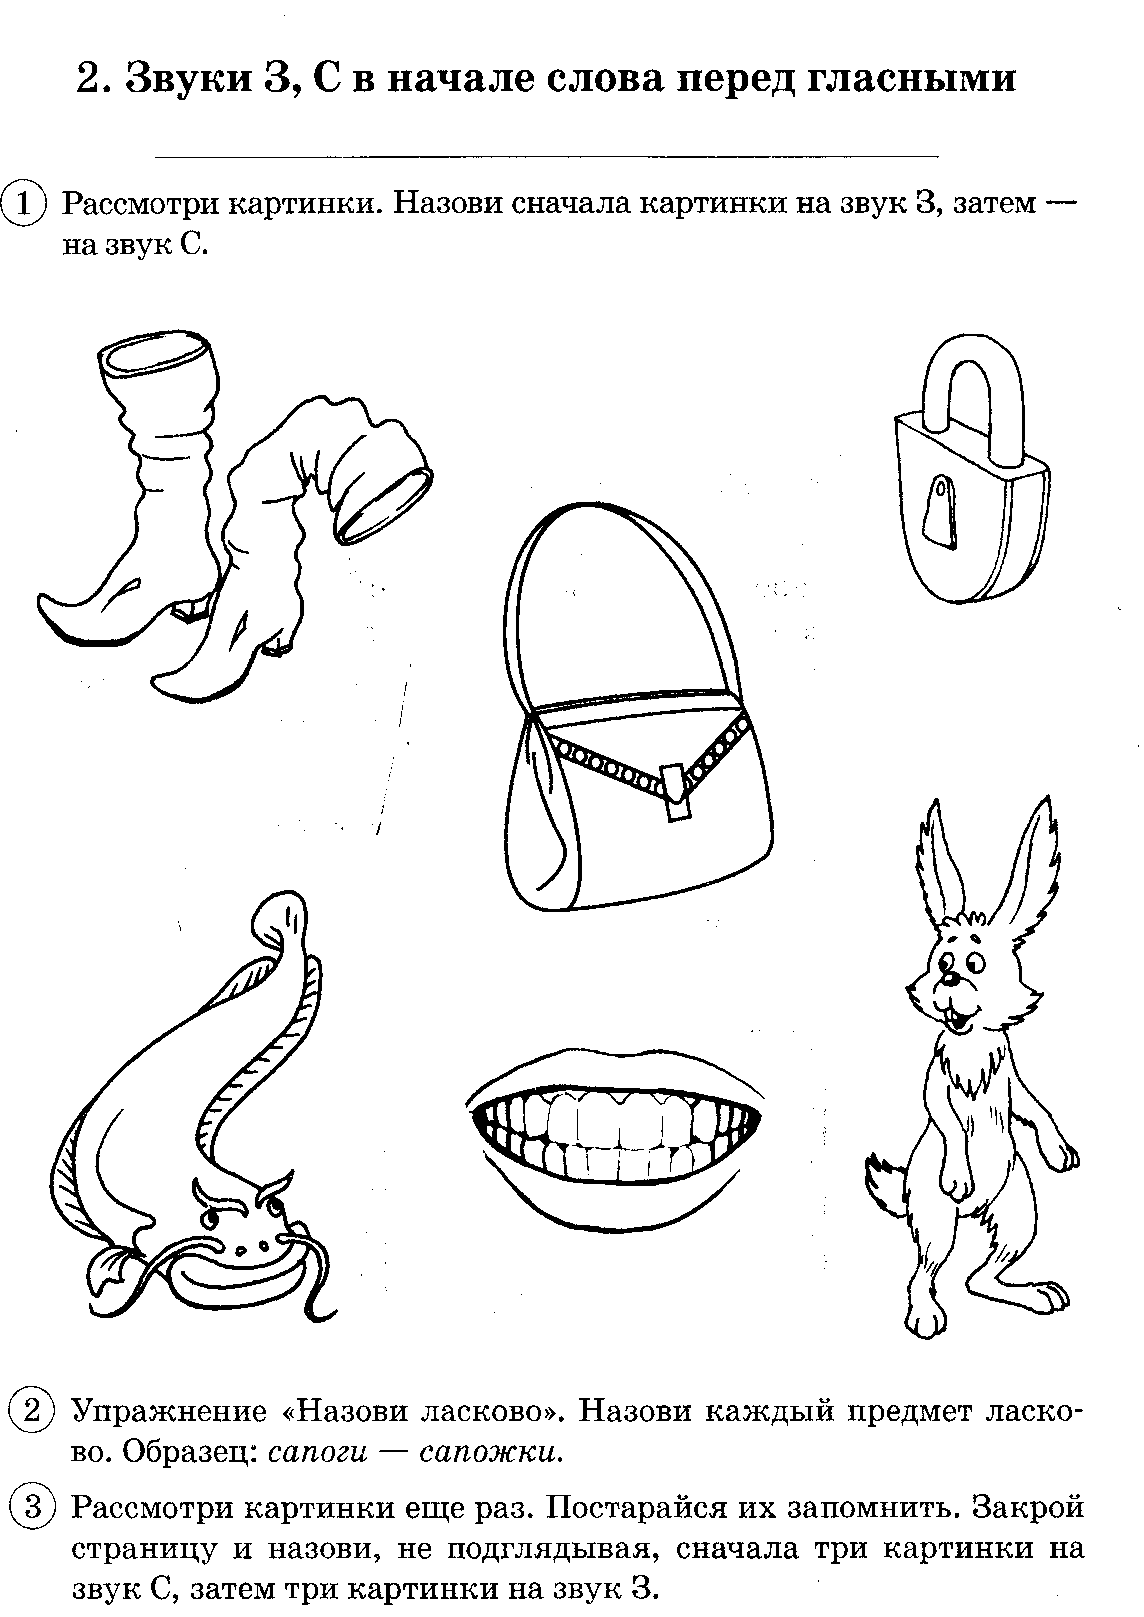 2. Звуки З, С в начале слова перед гласными
1 Рассмотри картинки. Назови сначала картинки на звук З, затем —
на звук С.
2 Упражнение «Назови ласково». Назови каждый предмет ласко-
во. Образец: сапоги — сапожки.
3 Рассмотри картинки еще раз. Постарайся их запомнить. Закрой
страницу и назови, не подглядывая, сначала три картинки на
звук С, затем три картинки на звук З.